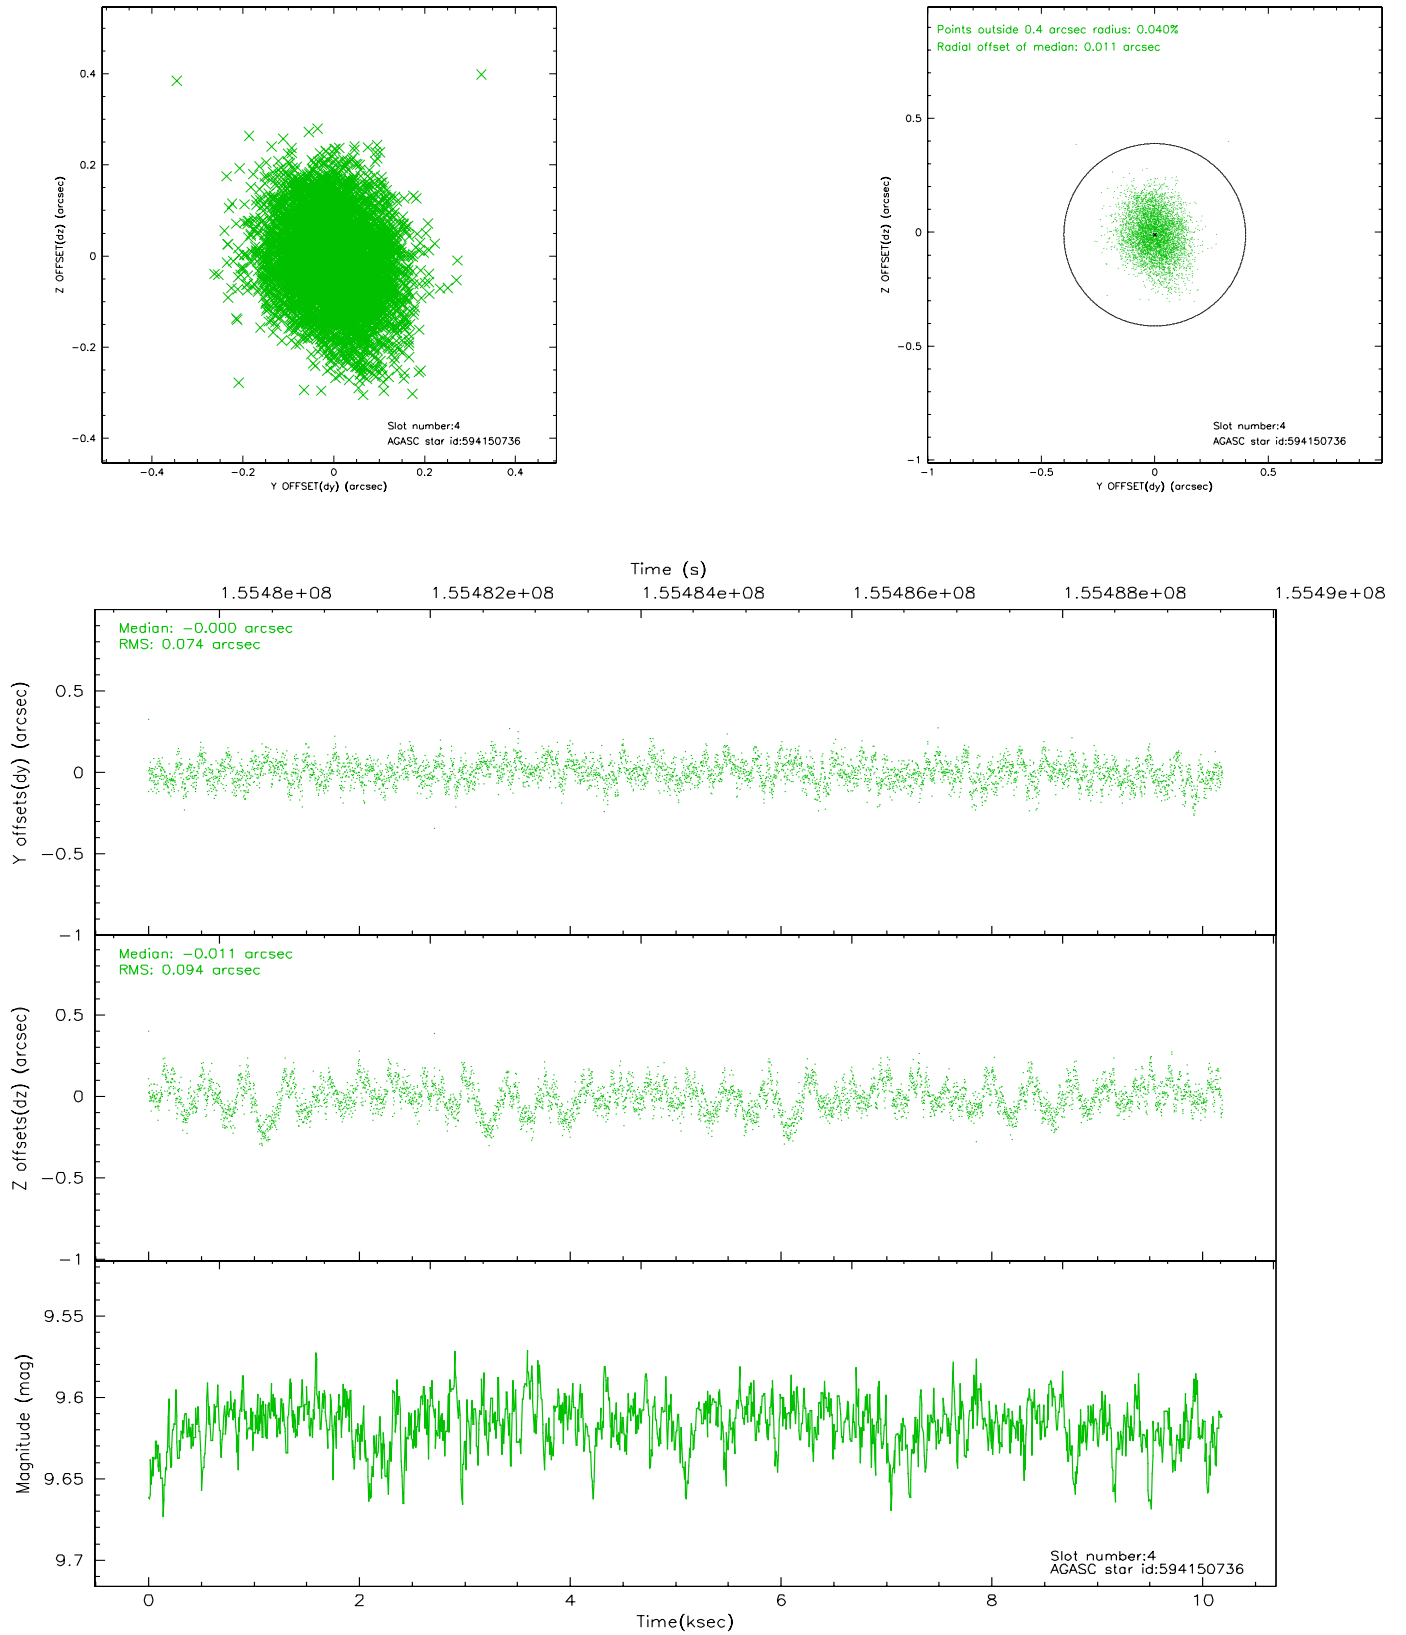 0.4
0.2
0
−0.2
−0.4
Z OFFSET(dz) (arcsec)
Slot number:4
AGASC star id:594150736
−0.4 −0.2 0 0.2 0.4
Y OFFSET(dy) (arcsec)
Points outside 0.4 arcsec radius: 0.040%
Radial offset of median: 0.011 arcsec
0.5
0
−0.5
−1
Z OFFSET(dz) (arcsec)
Slot number:4
AGASC star id:594150736
−1 −0.5 0 0.5
Y OFFSET(dy) (arcsec)
Time (s)
1.5548e+08 1.55482e+08 1.55484e+08 1.55486e+08 1.55488e+08 1.5549e+08
Median: −0.000 arcsec
RMS: 0.074 arcsec
0.5
0
−0.5
−1
Y offsets(dy) (arcsec)
Median: −0.011 arcsec
RMS: 0.094 arcsec
0.5
0
−0.5
−1
Z offsets(dz) (arcsec)
9.55
9.6
9.65
9.7
Magnitude (mag)
Slot number:4
AGASC star id:594150736
0 2 4 6 8 10
Time(ksec)